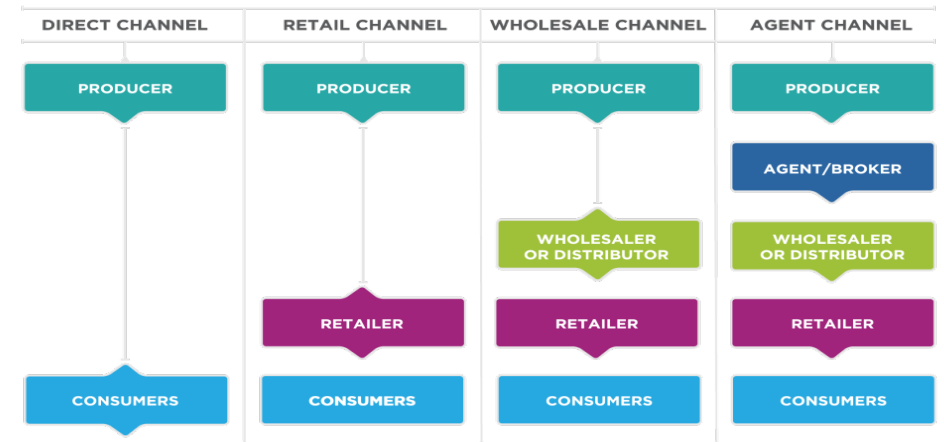 DIRECT CHANNEL
RETAIL CHANNEL
WHOLESALE CHANNEL
AGENT CHANNEL
PRODUCER
PRODUCER
PRODUCER
PRODUCER
AGENT/BROKER
WHOLESALER
OR DISTRIBUTOR
WHOLESALER
OR DISTRIBUTOR
RETAILER
RETAILER
RETAILER
CONSUMERS
CONSUMERS
CONSUMERS
CONSUMERS